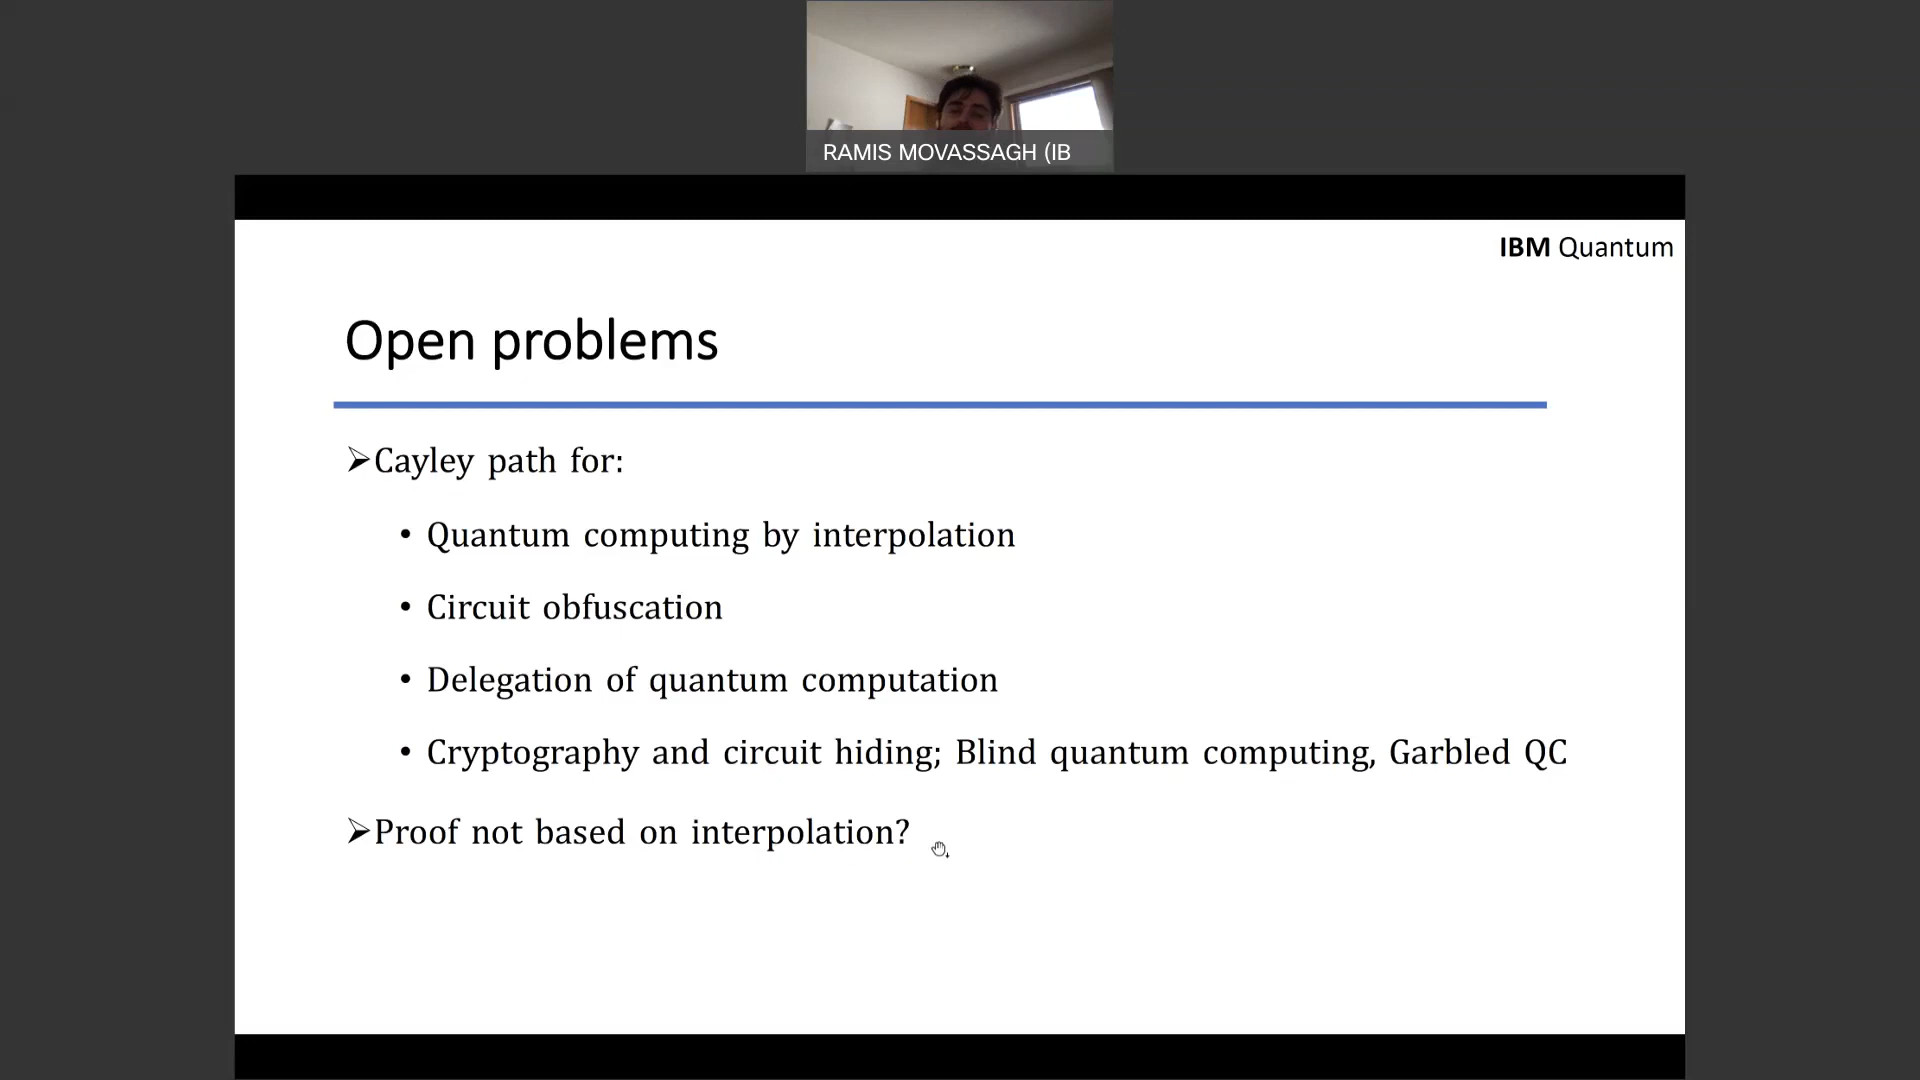 RAMIS MOVASSAGH (IB
IBM Quantum
Open problems
➢Cayley path for:
• Quantum computing by interpolation
• Circuit obfuscation
• Delegation of quantum computation
• Cryptography and circuit hiding; Blind quantum computing, Garbled QC
➢Proof not based on interpolation?